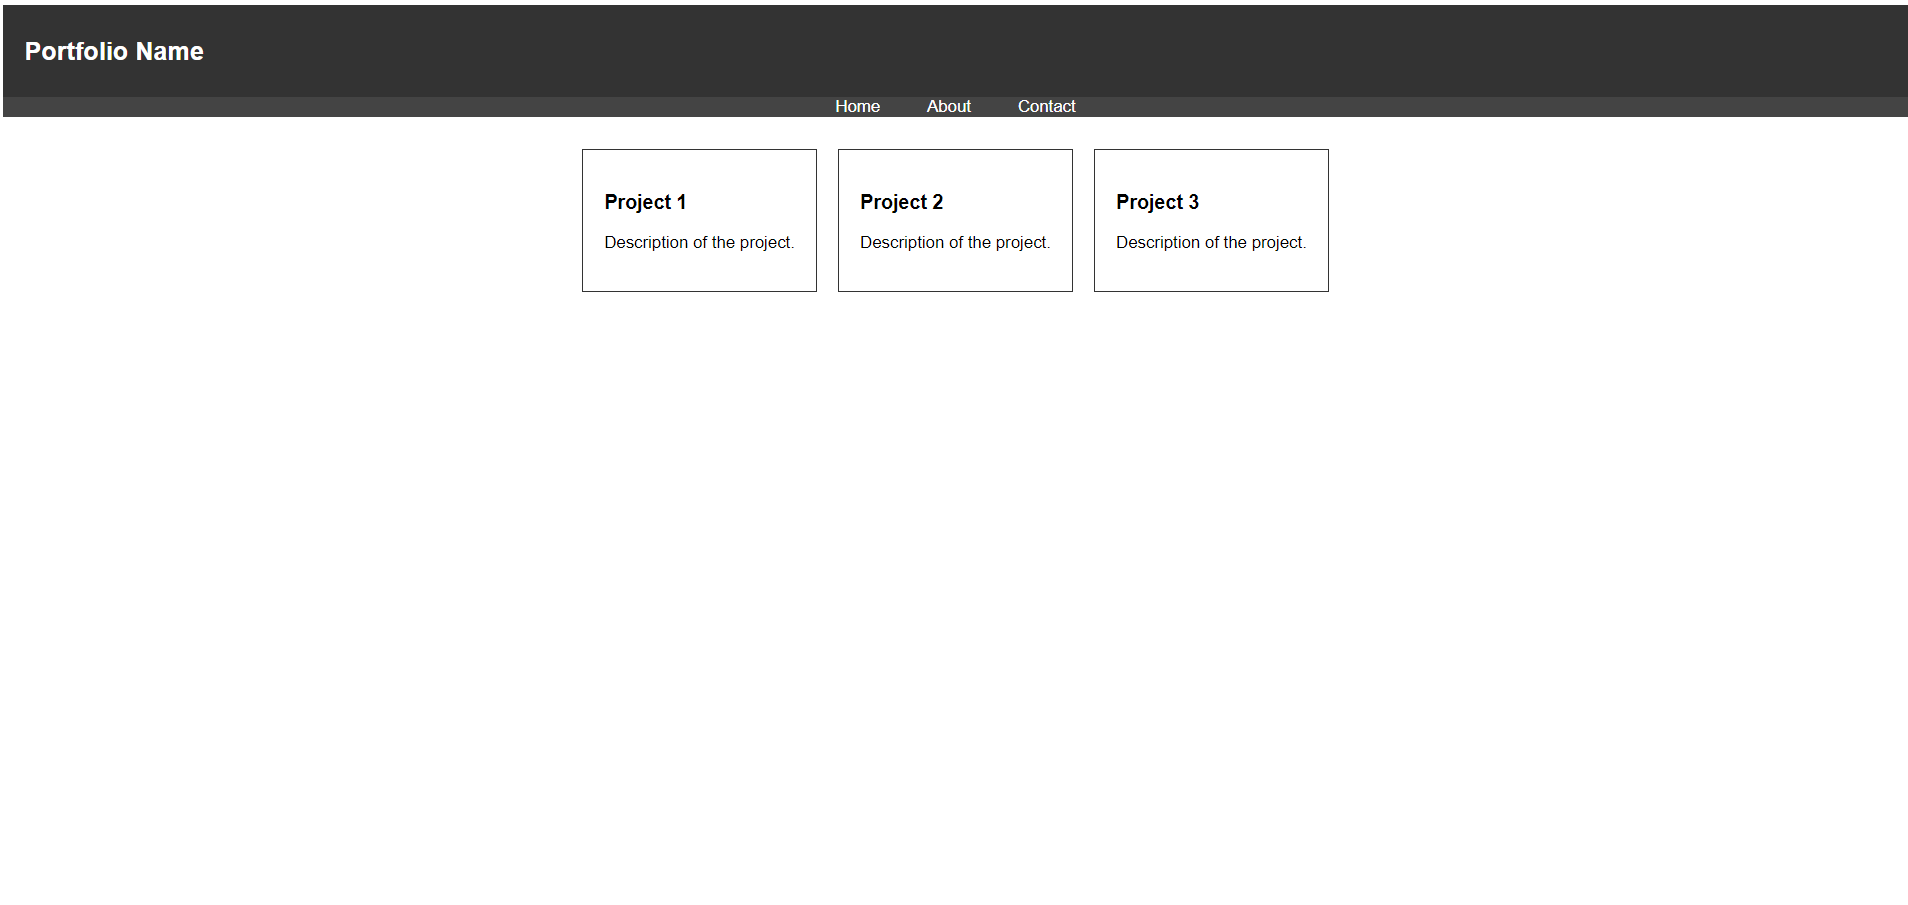 Portfolio Name
Home About Contact
Project 1
Description of the project.
Project 2
Description of the project.
Project 3
Description of the project.